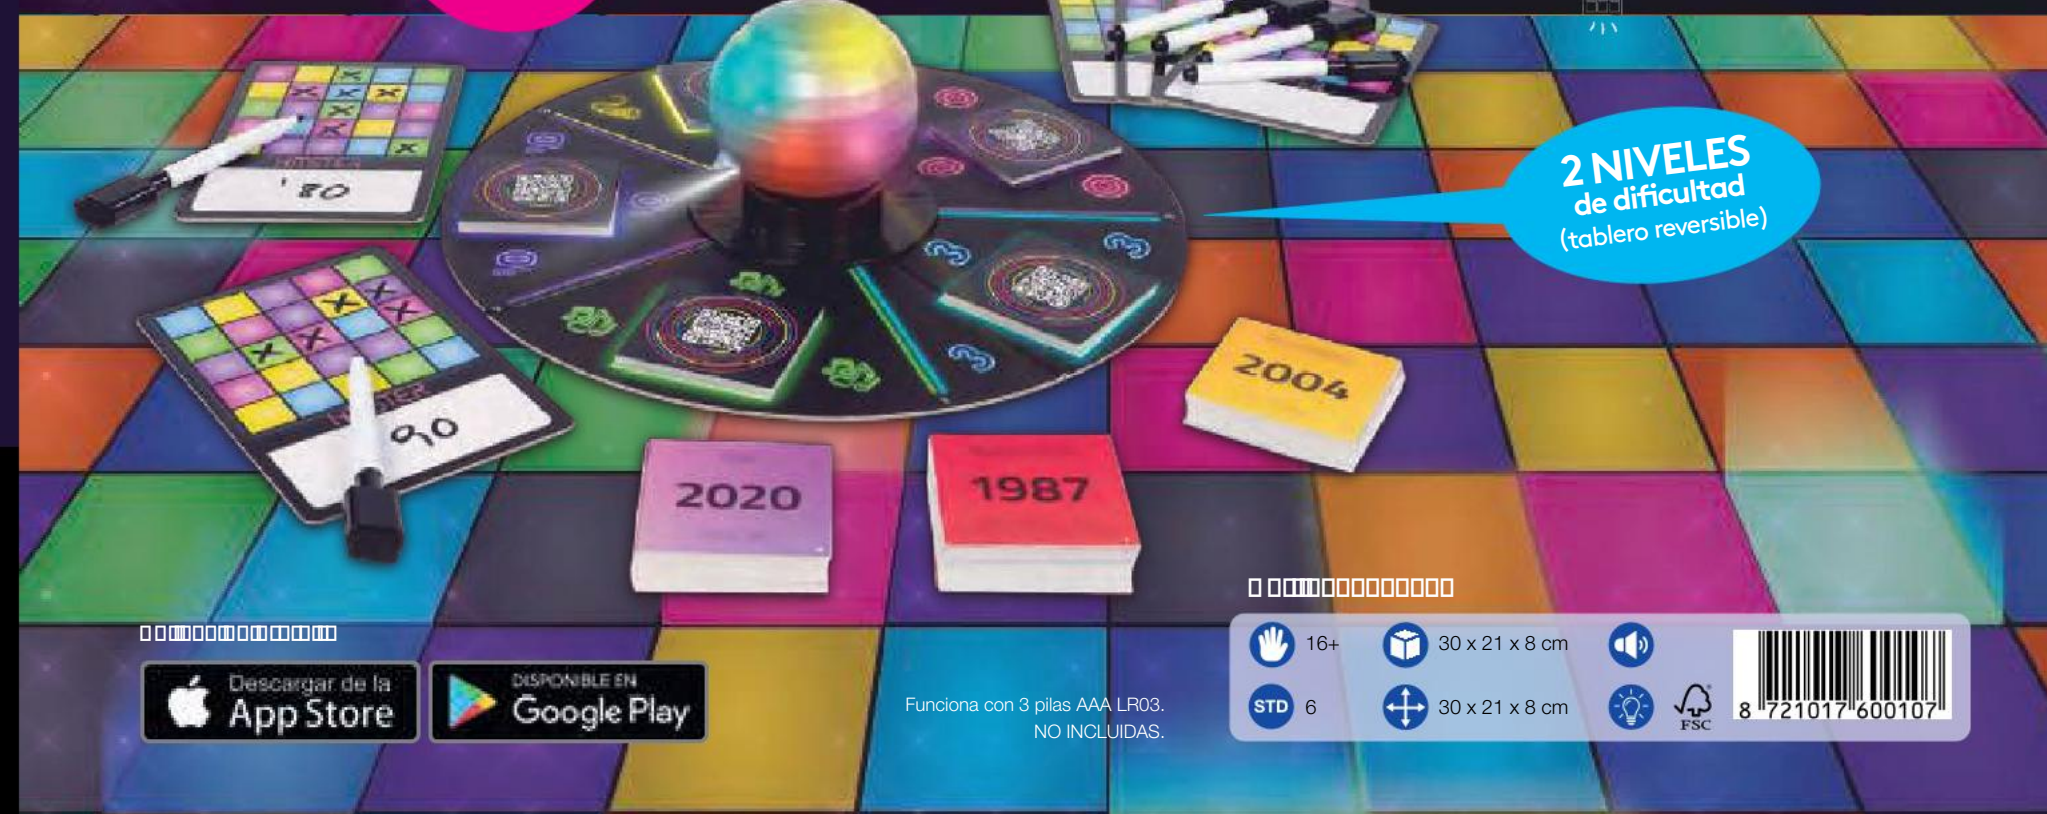 HITSTER
'80
2 NIVELES
de dificultad
(tablero reversible)
HITSTER
90
2004
2020
1987
Descargar de la
App Store
DISPONIBLE EN
Google Play
Funciona con 3 pilas AAA LR03.
NO INCLUIDAS.
16+
30 x 21 x 8 cm
STD 6
30 x 21 x 8 cm
FSC
8 721017 600107